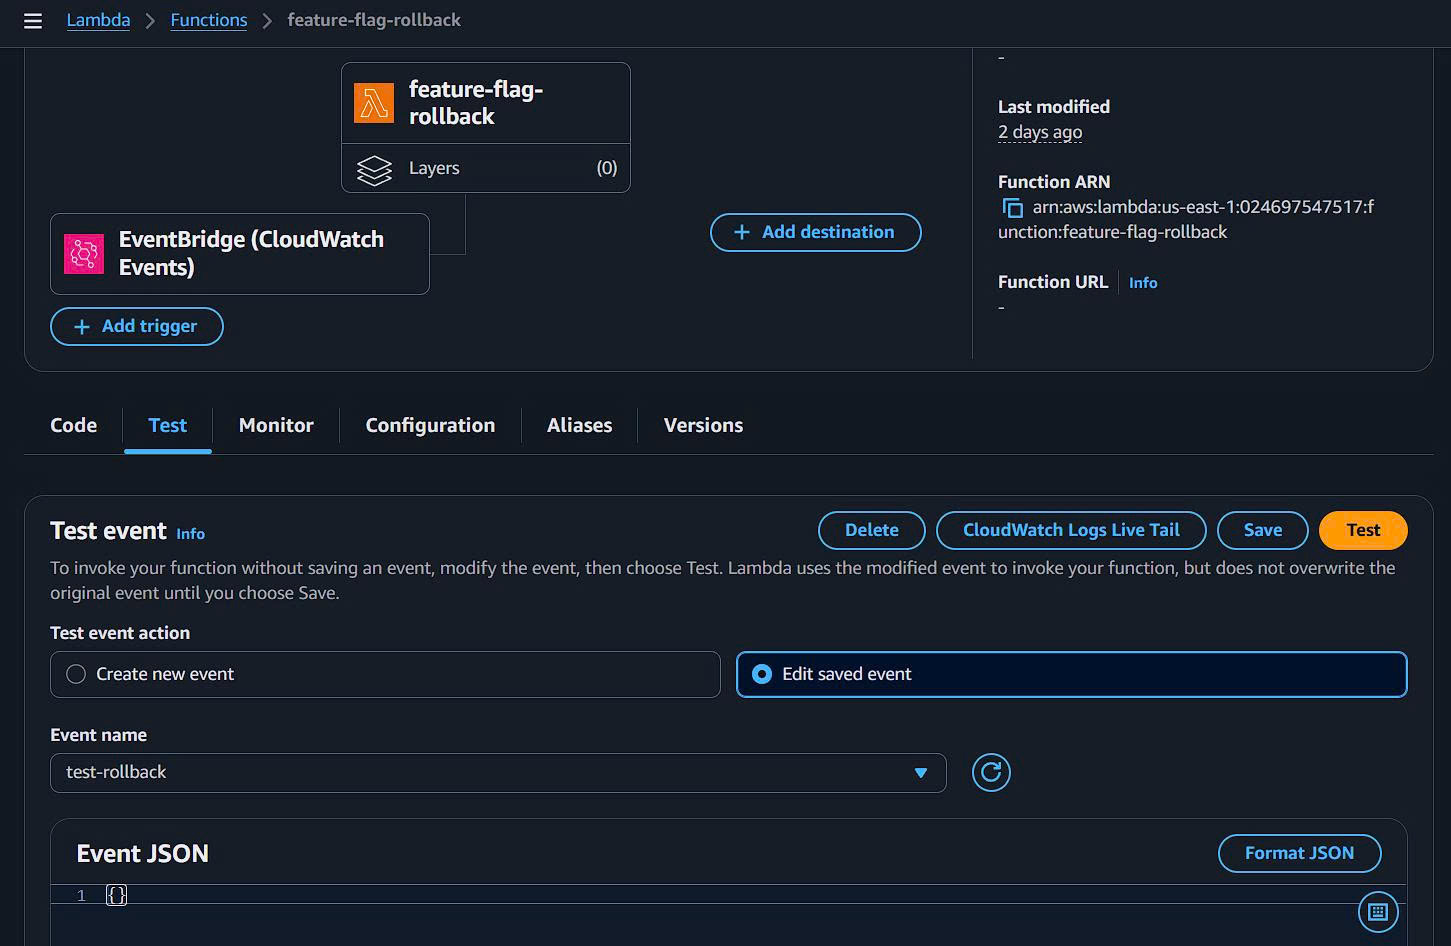 Lambda > Functions > feature-flag-rollback
feature-flag-
rollback
Layers (0)
EventBridge (CloudWatch
Events)
+ Add trigger
+ Add destination
-
Last modified
2 days ago
Function ARN
arn:aws:lambda:us-east-1:024697547517:f
unction:feature-flag-rollback
Function URL Info
-
Code Test Monitor Configuration Aliases Versions
Test event Info
Delete CloudWatch Logs Live Tail Save Test
To invoke your function without saving an event, modify the event, then choose Test. Lambda uses the modified event to invoke your function, but does not overwrite the
original event until you choose Save.
Test event action
Create new event Edit saved event
Event name
test-rollback
Event JSON Format JSON
1 {}